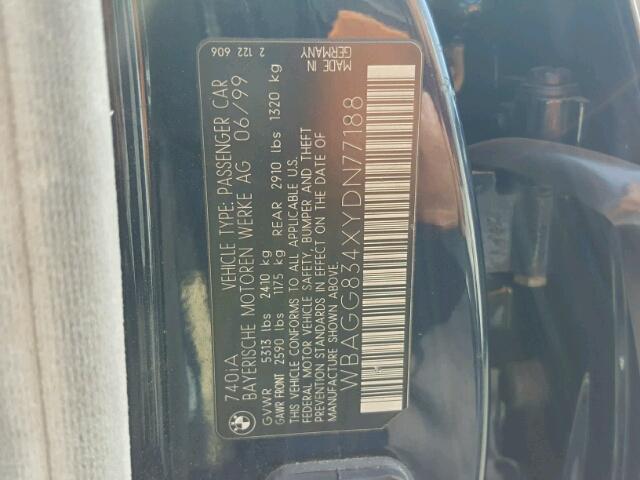 740iA VEHICLE TYPE: PASSENGER CAR 2 122 606
BAYERISCHE MOTOREN WERKE AG 06/99
GVWR 5313 lbs 2410 kg
GAWR FRONT 2590 lbs 1175 kg REAR 2910 lbs 1320 kg
THIS VEHICLE CONFORMS TO ALL APPLICABLE U.S.
FEDERAL MOTOR VEHICLE SAFETY, BUMPER AND THEFT
PREVENTION STANDARDS IN EFFECT ON THE DATE OF
MANUFACTURE SHOWN ABOVE.
MADE IN
GERMANY
WBAGG834XYDN77188